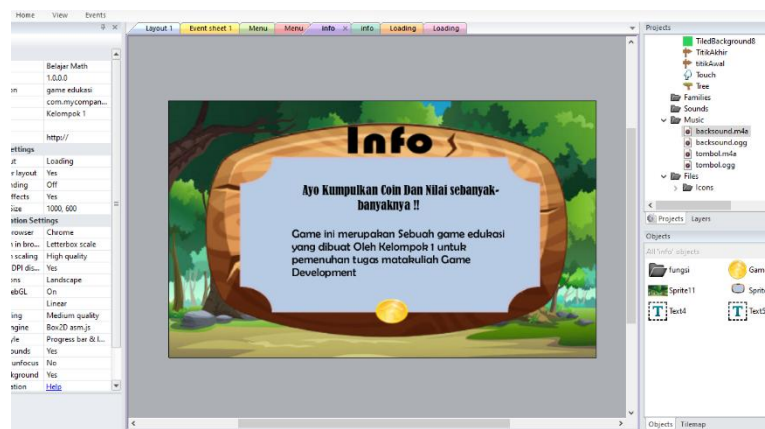 Home View Events
Layout 1 Event sheet 1 Menu Menu info × info Loading Loading
Belajar Math
1.0.0.0
game edukasi
com.mycompan...
Kelompok 1
http://
Loading
Yes
Off
Yes
1000, 600
Chrome
Letterbox scale
High quality
Yes
Landscape
On
Linear
Medium quality
Box2D asm.js
Progress bar & l...
Yes
No
Yes
Help
Info
Ayo Kumpulkan Coin Dan Nilai sebanyak-
banyaknya !!
Game ini merupakan Sebuah game edukasi
yang dibuat Oleh Kelompok 1 untuk
pemenuhan tugas matakuliah Game
Development
Projects
TiledBackground8
TitikAkhir
titikAwal
Touch
Tree
Families
Sounds
Music
backsound.m4a
backsound.ogg
tombol.m4a
tombol.ogg
Files
Icons
Projects Layers
Objects
All 'info' objects
fungsi Gam
Sprite11 Sprit
Text4 Text5
Objects Tilemap